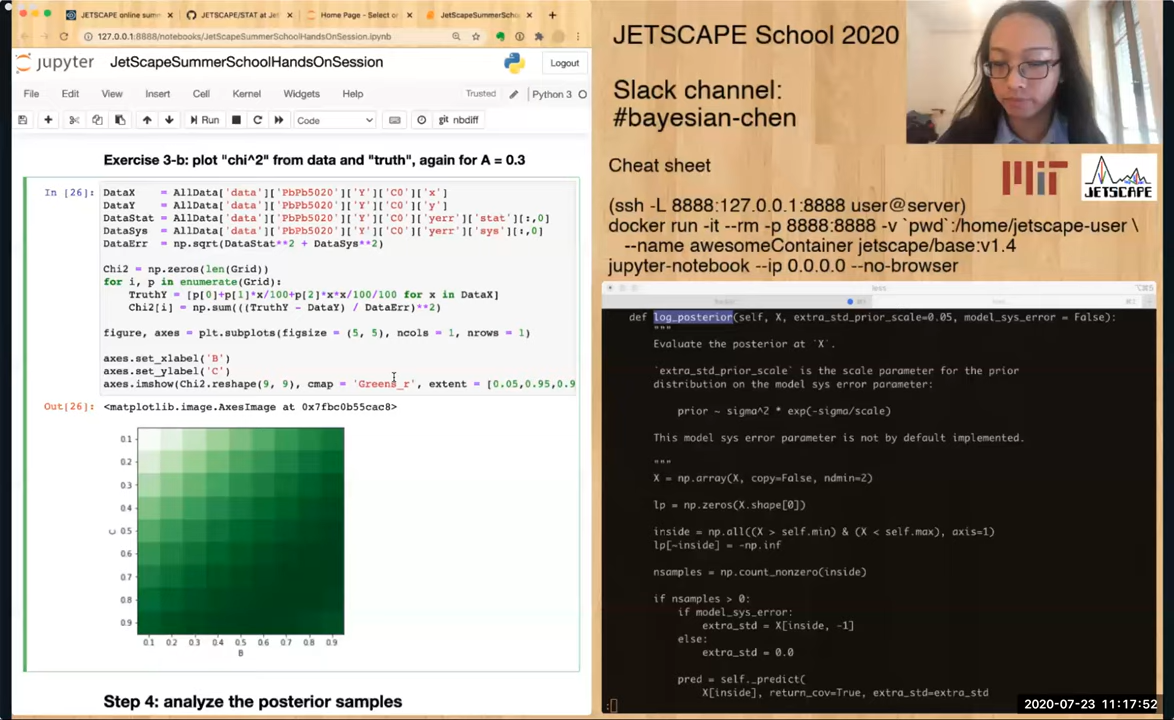 JETSCAPE online summ
JETSCAPE/STAT at Je
Home Page - Select or
JetScapeSummerScho
127.0.0.1:8888/notebooks/JetScapeSummerSchoolHandsOnSession.ipynb
jupyter JetScapeSummerSchoolHandsOnSession
Logout
File Edit View Insert Cell Kernel Widgets Help
Trusted
Python 3
Run
Code
git nbdiff
Exercise 3-b: plot "chi^2" from data and "truth", again for A = 0.3
In [26]:
DataX = AllData['data']['PbPb5020']['Y']['C0']['x']
DataY = AllData['data']['PbPb5020']['Y']['C0']['y']
DataStat = AllData['data']['PbPb5020']['Y']['C0']['yerr']['stat'][:,0]
DataSys = AllData['data']['PbPb5020']['Y']['C0']['yerr']['sys'][:,0]
DataErr = np.sqrt(DataStat**2 + DataSys**2)
Chi2 = np.zeros(len(Grid))
for i, p in enumerate(Grid):
TruthY = [p[0]+p[1]*x/100+p[2]*x*x/100/100 for x in DataX]
Chi2[i] = np.sum(((TruthY - DataY) / DataErr)**2)
figure, axes = plt.subplots(figsize = (5, 5), ncols = 1, nrows = 1)
axes.set_xlabel('B')
axes.set_ylabel('C')
axes.imshow(Chi2.reshape(9, 9), cmap = 'Greens_r', extent = [0.05,0.95,0.9
Out[26]: <matplotlib.image.AxesImage at 0x7fbc0b55cac8>
0.1
0.2
0.3
0.4
0.5
0.6
0.7
0.8
0.9
C
0.1 0.2 0.3 0.4 0.5 0.6 0.7 0.8 0.9
B
Step 4: analyze the posterior samples
JETSCAPE School 2020
Slack channel:
#bayesian-chen
Cheat sheet
MIT
JETSCAPE
(ssh -L 8888:127.0.0.1:8888 user@server)
docker run -it --rm -p 8888:8888 -v `pwd`:/home/jetscape-user \
--name awesomeContainer jetscape/base:v1.4
jupyter-notebook --ip 0.0.0.0 --no-browser
less
def log_posterior(self, X, extra_std_prior_scale=0.05, model_sys_error = False):
"""
Evaluate the posterior at `X`.
`extra_std_prior_scale` is the scale parameter for the prior
distribution on the model sys error parameter:
prior ~ sigma^2 * exp(-sigma/scale)
This model sys error parameter is not by default implemented.
"""
X = np.array(X, copy=False, ndmin=2)
lp = np.zeros(X.shape[0])
inside = np.all((X > self.min) & (X < self.max), axis=1)
lp[~inside] = -np.inf
nsamples = np.count_nonzero(inside)
if nsamples > 0:
if model_sys_error:
extra_std = X[inside, -1]
else:
extra_std = 0.0
pred = self._predict(
X[inside], return_cov=True, extra_std=extra_std
:
2020-07-23 11:17:52